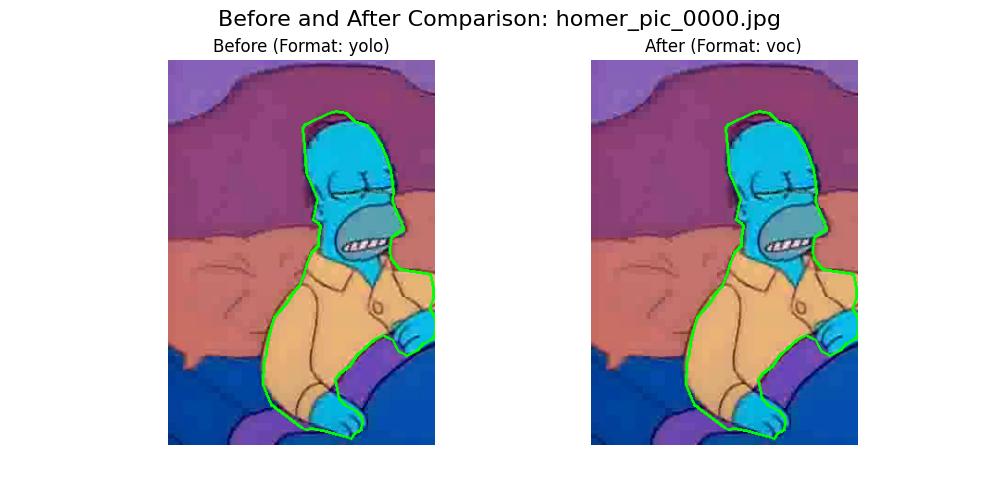 Before and After Comparison: homer_pic_0000.jpg
Before (Format: yolo)
After (Format: voc)